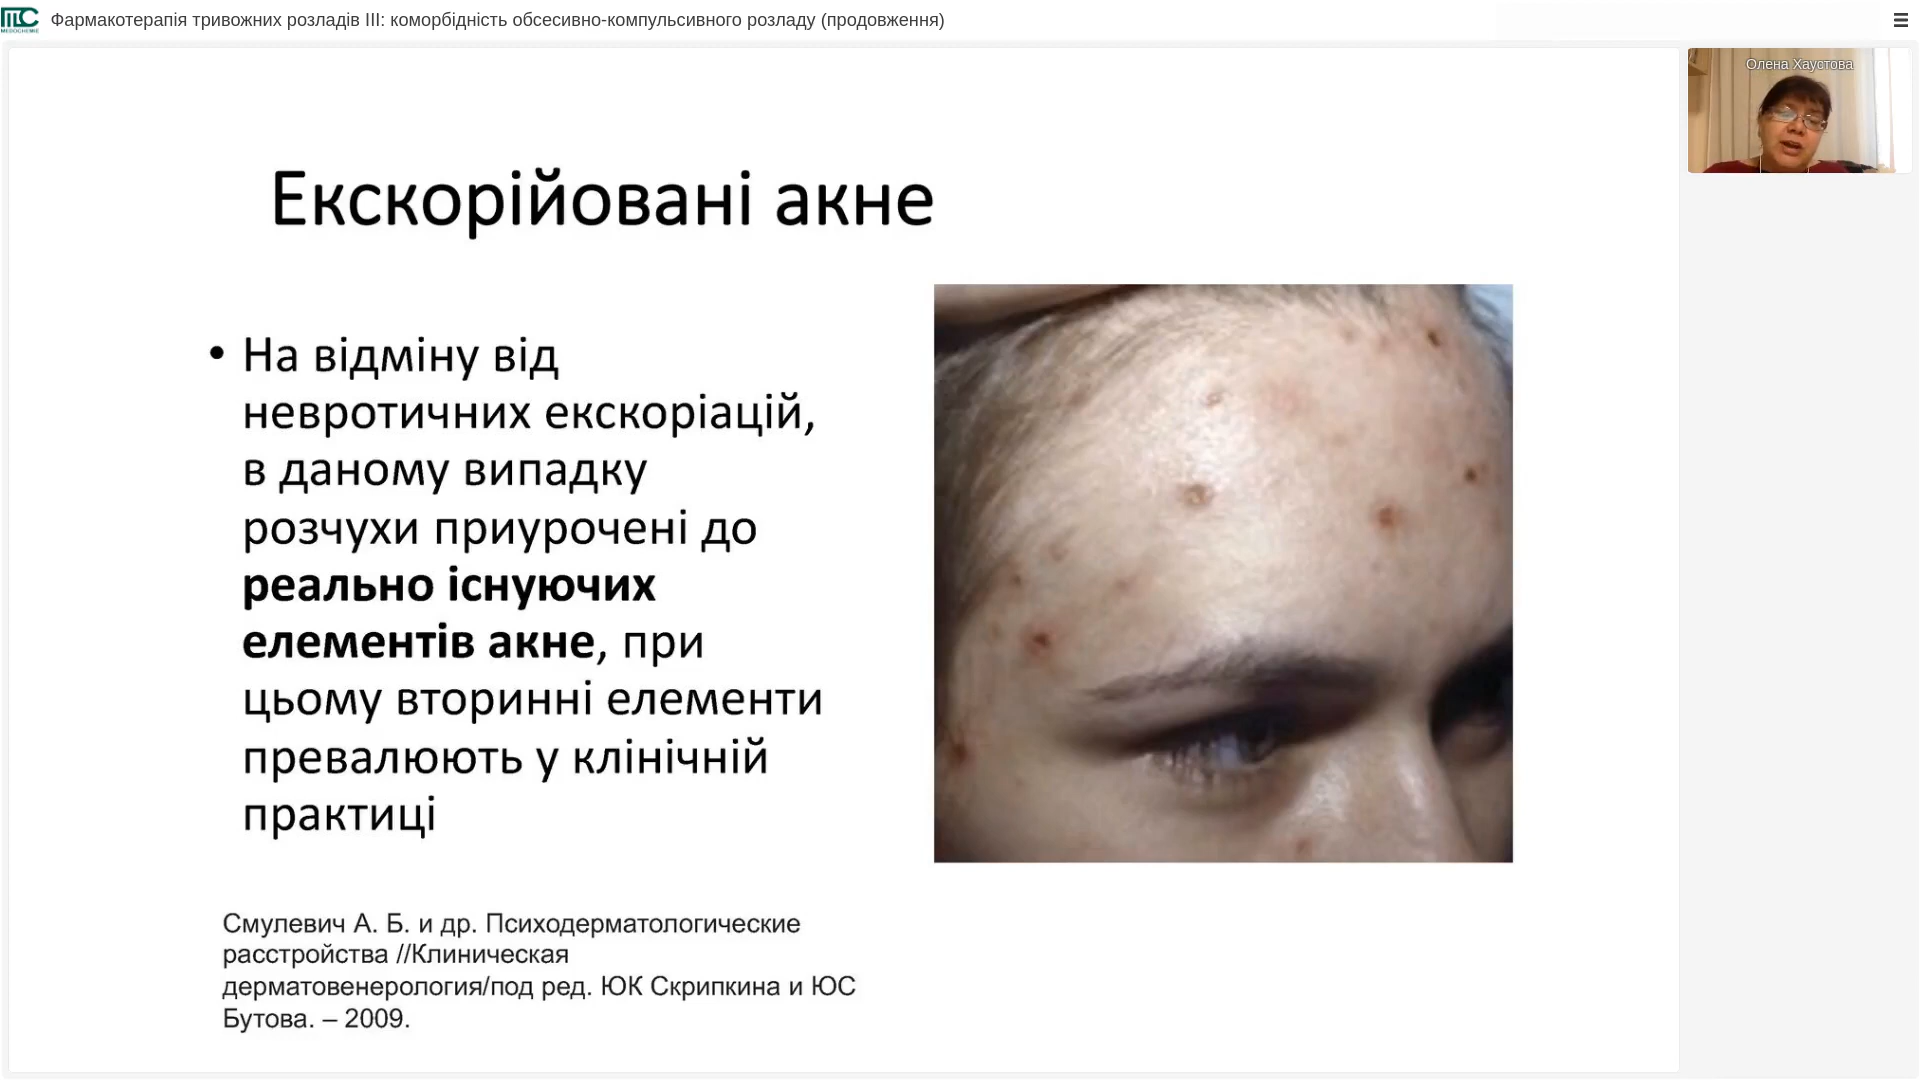 Фармакотерапія тривожних розладів III: коморбідність обсесивно-компульсивного розладу (продовження)
MEDOCHEMIE
Олена Хаустова
Екскорійовані акне
• На відміну від
невротичних екскоріацій,
в даному випадку
розчухи приурочені до
реально існуючих
елементів акне, при
цьому вторинні елементи
превалюють у клінічній
практиці
Смулевич А. Б. и др. Психодерматологические
расстройства //Клиническая
дерматовенерология/под ред. ЮК Скрипкина и ЮС
Бутова. – 2009.